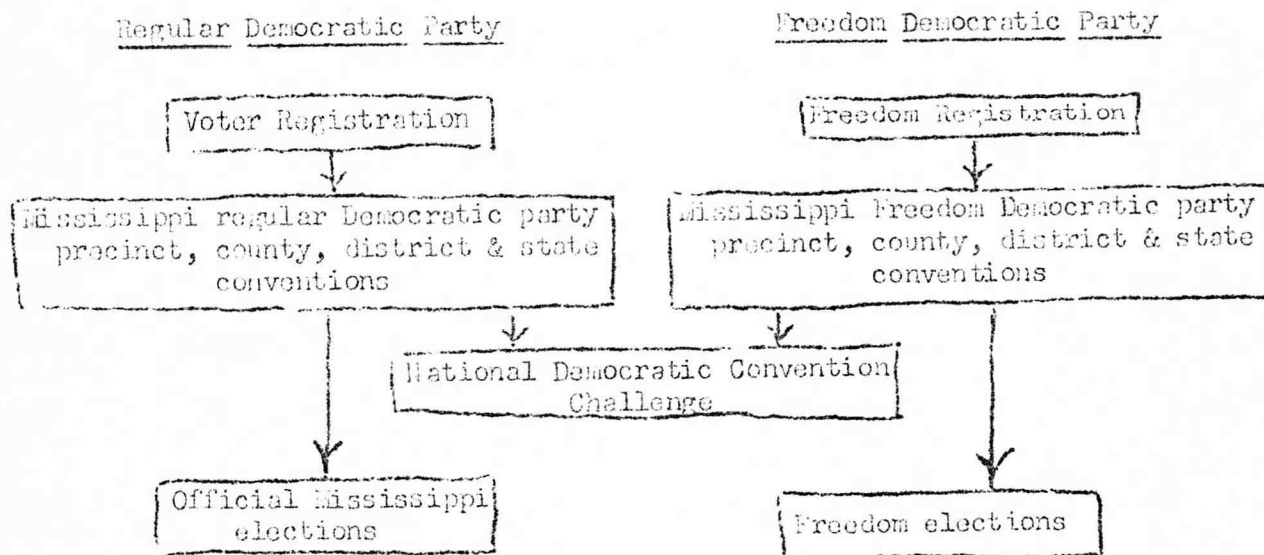 Regular Democratic Party
Freedom Democratic Party
Voter Registration
Freedom Registration
Mississippi regular Democratic party
precinct, county, district & state
conventions
Mississippi Freedom Democratic party
precinct, county, district & state
conventions
National Democratic Convention
Challenge
Official Mississippi
elections
Freedom elections